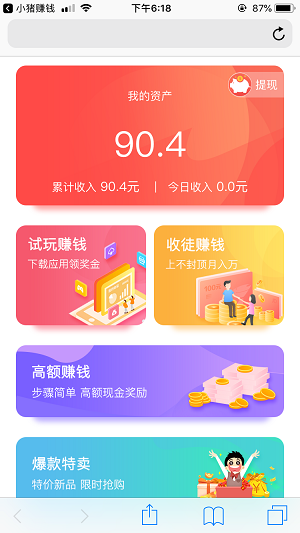 小猪赚钱
下午6:18
87%
提现
我的资产
90.4
累计收入 90.4元 | 今日收入 0.0元
试玩赚钱
下载应用领奖金
收徒赚钱
上不封顶月入万
100元
高额赚钱
步骤简单 高额现金奖励
爆款特卖
特价新品 限时抢购